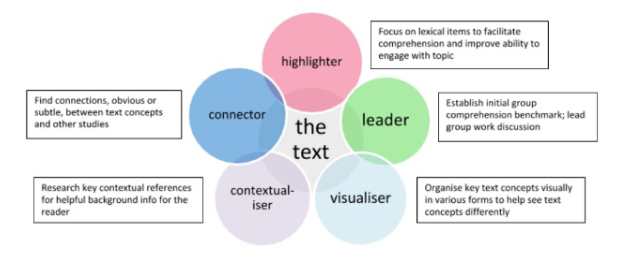 highlighter
Focus on lexical items to facilitate
comprehension and improve ability to
engage with topic
Find connections, obvious or
subtle, between text concepts
and other studies
connector
the
text
leader
Establish initial group
comprehension benchmark; lead
group work discussion
Research key contextual references
for helpful background info for the
reader
contextual-
iser
visualiser
Organise key text concepts visually
in various forms to help see text
concepts differently